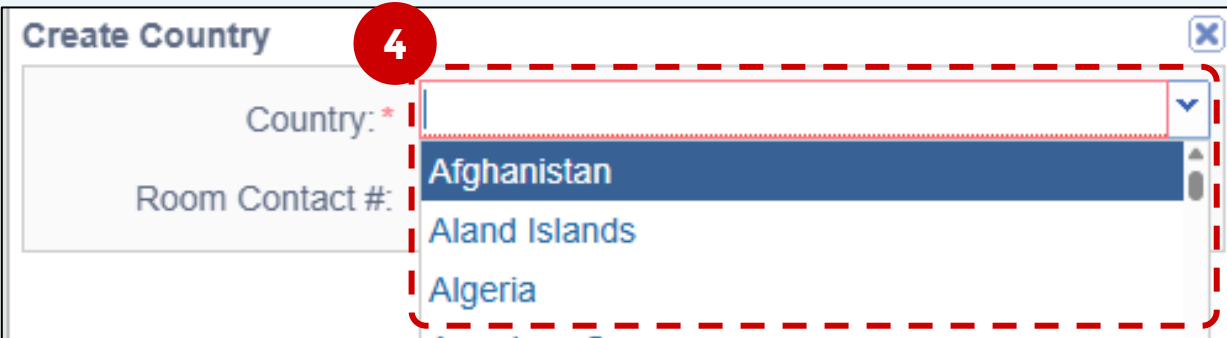 Create Country
4
Country:*
Afghanistan
Room Contact #:
Aland Islands
Algeria